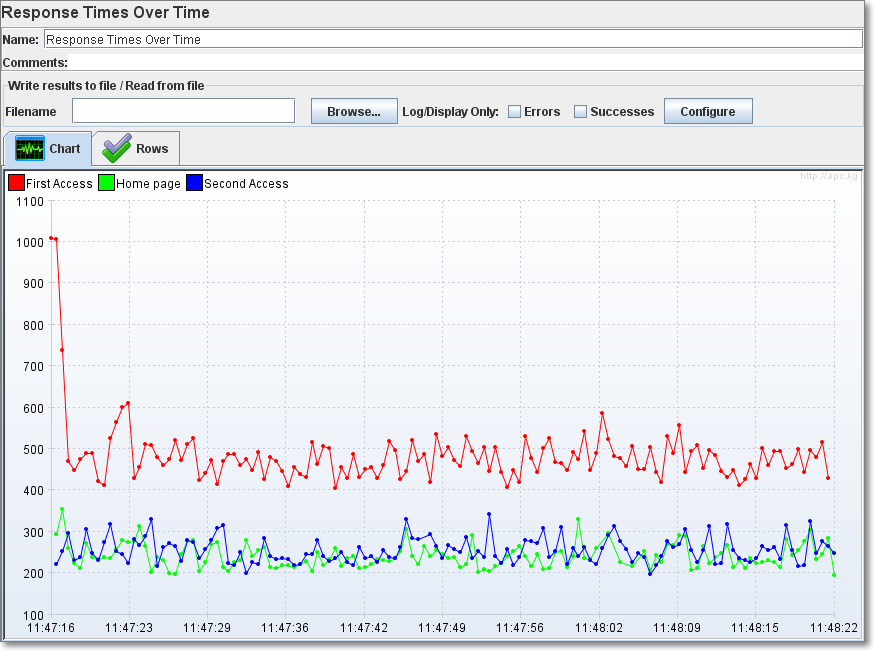 Response Times Over Time
Name: Response Times Over Time
Comments:
Write results to file / Read from file
Filename Browse... Log/Display Only: Errors Successes Configure
Chart Rows
http://apc.kg
First Access Home page Second Access
1100
1000
900
800
700
600
500
400
300
200
100
11:47:16 11:47:23 11:47:29 11:47:36 11:47:42 11:47:49 11:47:56 11:48:02 11:48:09 11:48:15 11:48:22